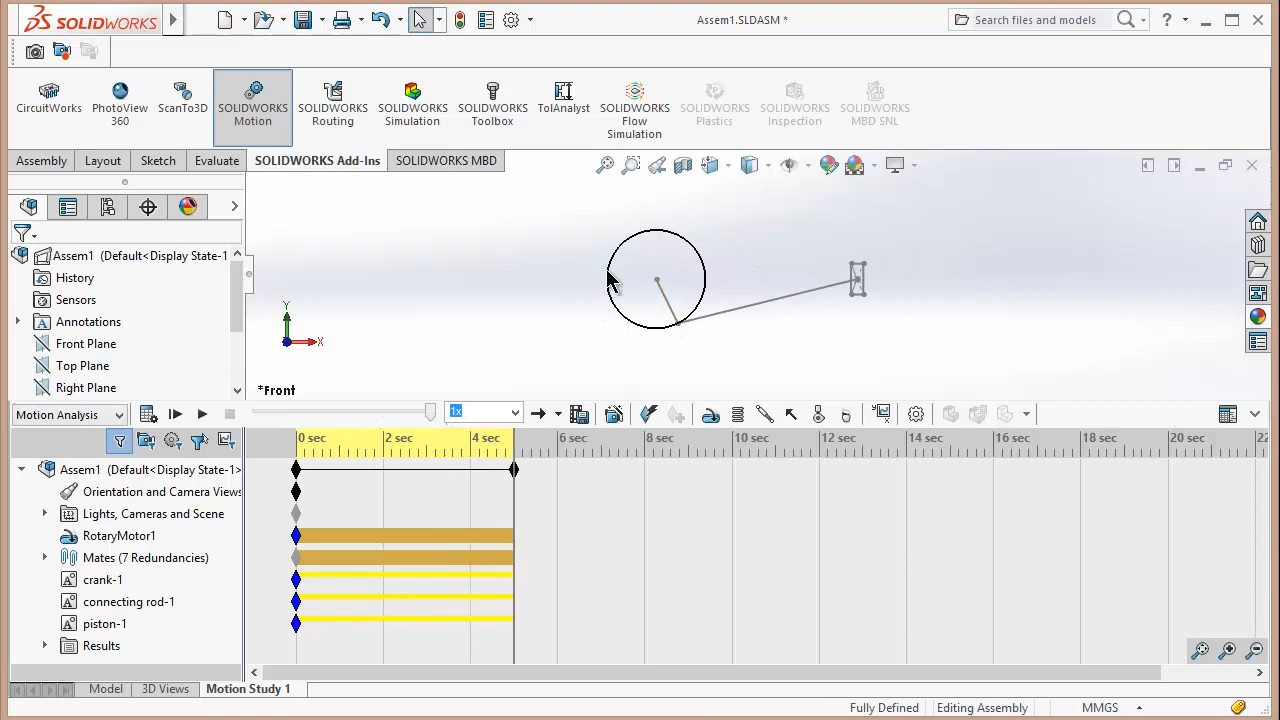 SOLIDWORKS
Assem1.SLDASM *
Search files and models
?
CircuitWorks
PhotoView
360
ScanTo3D
SOLIDWORKS
Motion
SOLIDWORKS
Routing
SOLIDWORKS
Simulation
SOLIDWORKS
Toolbox
TolAnalyst
SOLIDWORKS
Flow
Simulation
SOLIDWORKS
Plastics
SOLIDWORKS
Inspection
SOLIDWORKS
MBD SNL
Assembly
Layout
Sketch
Evaluate
SOLIDWORKS Add-Ins
SOLIDWORKS MBD
Assem1 (Default<Display State-1
History
Sensors
A Annotations
Front Plane
Top Plane
Right Plane
Y
X
*Front
Motion Analysis
1x
0 sec 2 sec 4 sec 6 sec 8 sec 10 sec 12 sec 14 sec 16 sec 18 sec 20 sec 22
Assem1 (Default<Display State-1>
Orientation and Camera Views
Lights, Cameras and Scene
RotaryMotor1
Mates (7 Redundancies)
crank-1
connecting rod-1
piston-1
Results
Model
3D Views
Motion Study 1
Fully Defined
Editing Assembly
MMGS